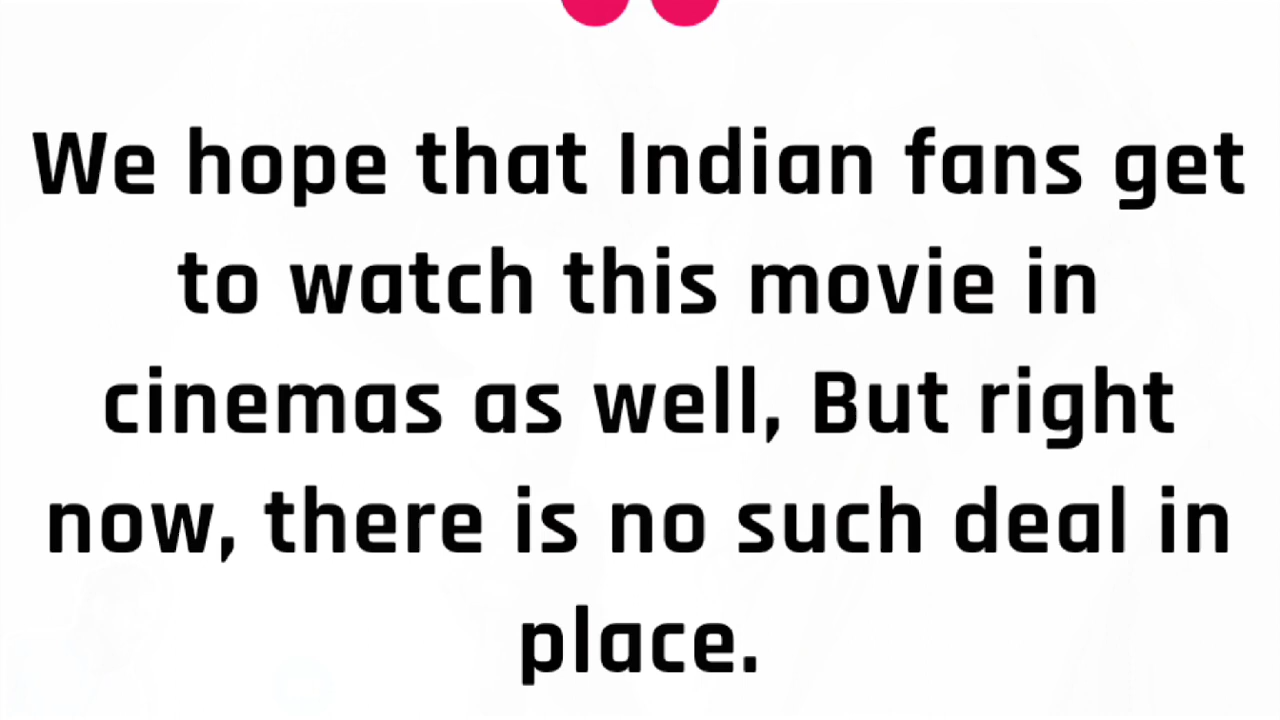 We hope that Indian fans get
to watch this movie in
cinemas as well, But right
now, there is no such deal in
place.